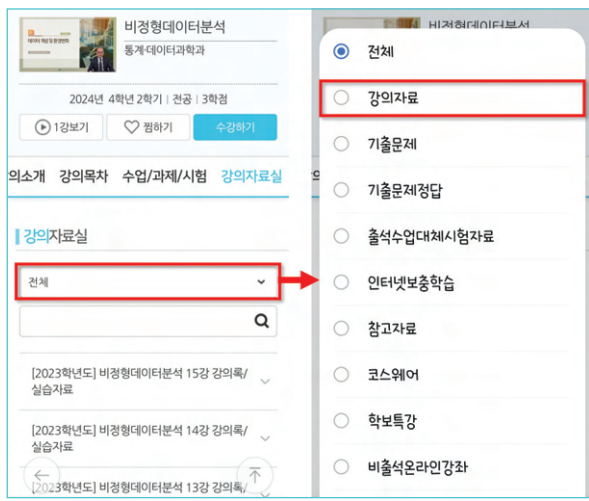 비정형데이터분석
통계·데이터과학과
2024년 4학년 2학기 | 전공 | 3학점
1강보기
찜하기
수강하기
의소개 강의목차 수업/과제/시험 강의자료실
강의자료실
전체
[2023학년도] 비정형데이터분석 15강 강의록/
실습자료
[2023학년도] 비정형데이터분석 14강 강의록/
실습자료
[2023학년도] 비정형데이터분석 13강 강의록/
비정형데이터분석
전체
강의자료
기출문제
기출문제정답
출석수업대체시험자료
인터넷보충학습
참고자료
코스웨어
학보특강
비출석온라인강좌